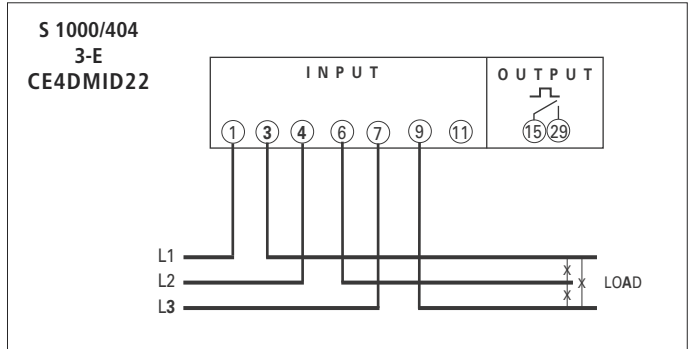 S 1000/404
3-E
CE4DMID22
INPUT
OUTPUT
1 3 4 6 7 9 11
15 29
L1
L2
L3
x
x
x
LOAD